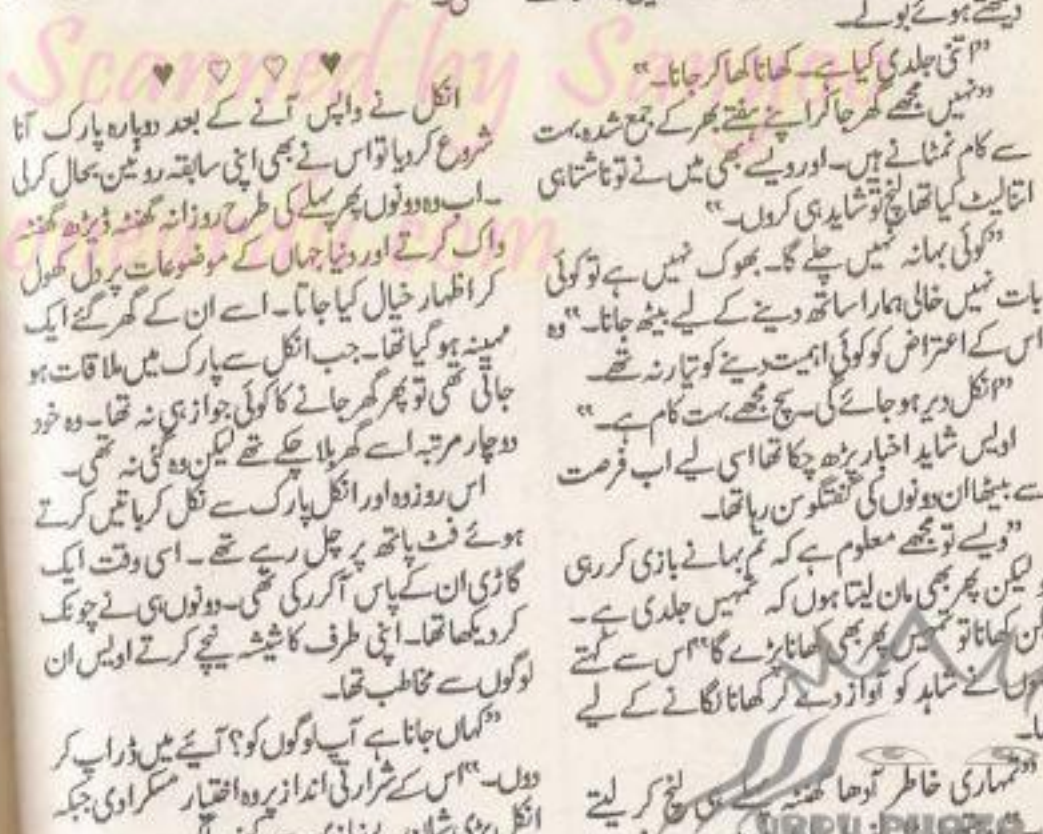 دیکھتے ہوئے بولے۔
”اتنی جلدی کیا ہے۔ کھانا کھا کر جانا۔“
”نہیں مجھے گھر جا کر اپنے ہفتے بھر کے جمع شدہ بہت
سے کام نمٹانے ہیں۔ اور ویسے بھی میں نے تو ناشتا ہی
اتنا لیٹ کیا تھا لنچ تو شاید ہی کروں۔“
”کوئی بہانہ نہیں چلے گا۔ بھوک نہیں ہے تو کوئی
بات نہیں خالی ہمارا ساتھ دینے کے لیے بیٹھ جانا۔“ وہ
اس کے اعتراض کو کوئی اہمیت دینے کو تیار نہ تھے۔
”انکل دیر ہو جائے گی۔ سچ مجھے بہت کام ہے۔“
اویس شاید اخبار پڑھ چکا تھا اسی لیے اب فرصت
سے بیٹھا ان دونوں کی گفتگو سن رہا تھا۔
”ویسے تو مجھے معلوم ہے کہ تم بہانے بازی کر رہی
لیکن پھر بھی مان لیتا ہوں کہ تمہیں جلدی ہے۔
کھانا تو تمہیں پھر بھی کھانا پڑے گا“ اس سے کہتے
نے شاہد کو آواز دے کر کھانا لگانے کے لیے
”تمہاری خاطر آدھا گھنٹہ پہلے ہی لنچ کر لیتے
♥ ♡ ♡ ♥
انکل نے واپس آنے کے بعد دوبارہ پارک آنا
شروع کر دیا تو اس نے بھی اپنی سابقہ روٹین بحال کرلی
۔ اب وہ دونوں پھر پہلے کی طرح روزانہ گھنٹہ ڈیڑھ گھنٹہ
واک کرتے اور دنیا جہاں کے موضوعات پر دل کھول
کر اظہار خیال کیا جاتا۔ اسے ان کے گھر گئے ایک
مہینہ ہو گیا تھا۔ جب انکل سے پارک میں ملاقات ہو
جاتی تھی تو پھر گھر جانے کا کوئی جواز ہی نہ تھا۔ وہ خود
دو چار مرتبہ اسے گھر بلا چکے تھے لیکن وہ گئی نہ تھی۔
اس روز وہ اور انکل پارک سے نکل کر باتیں کرتے
ہوئے فٹ پاتھ پر چل رہے تھے۔ اسی وقت ایک
گاڑی ان کے پاس آ کر رکی تھی۔ دونوں ہی نے چونک
کر دیکھا تھا۔ اپنی طرف کا شیشہ نیچے کرتے اویس ان
لوگوں سے مخاطب تھا۔
”کہاں جانا ہے آپ لوگوں کو؟ آئیے میں ڈراپ کر
دوں۔“ اس کے شرارتی انداز پر وہ بے اختیار مسکرا دی جبکہ
انکل بڑی
Scanned by
URDU PHOTO